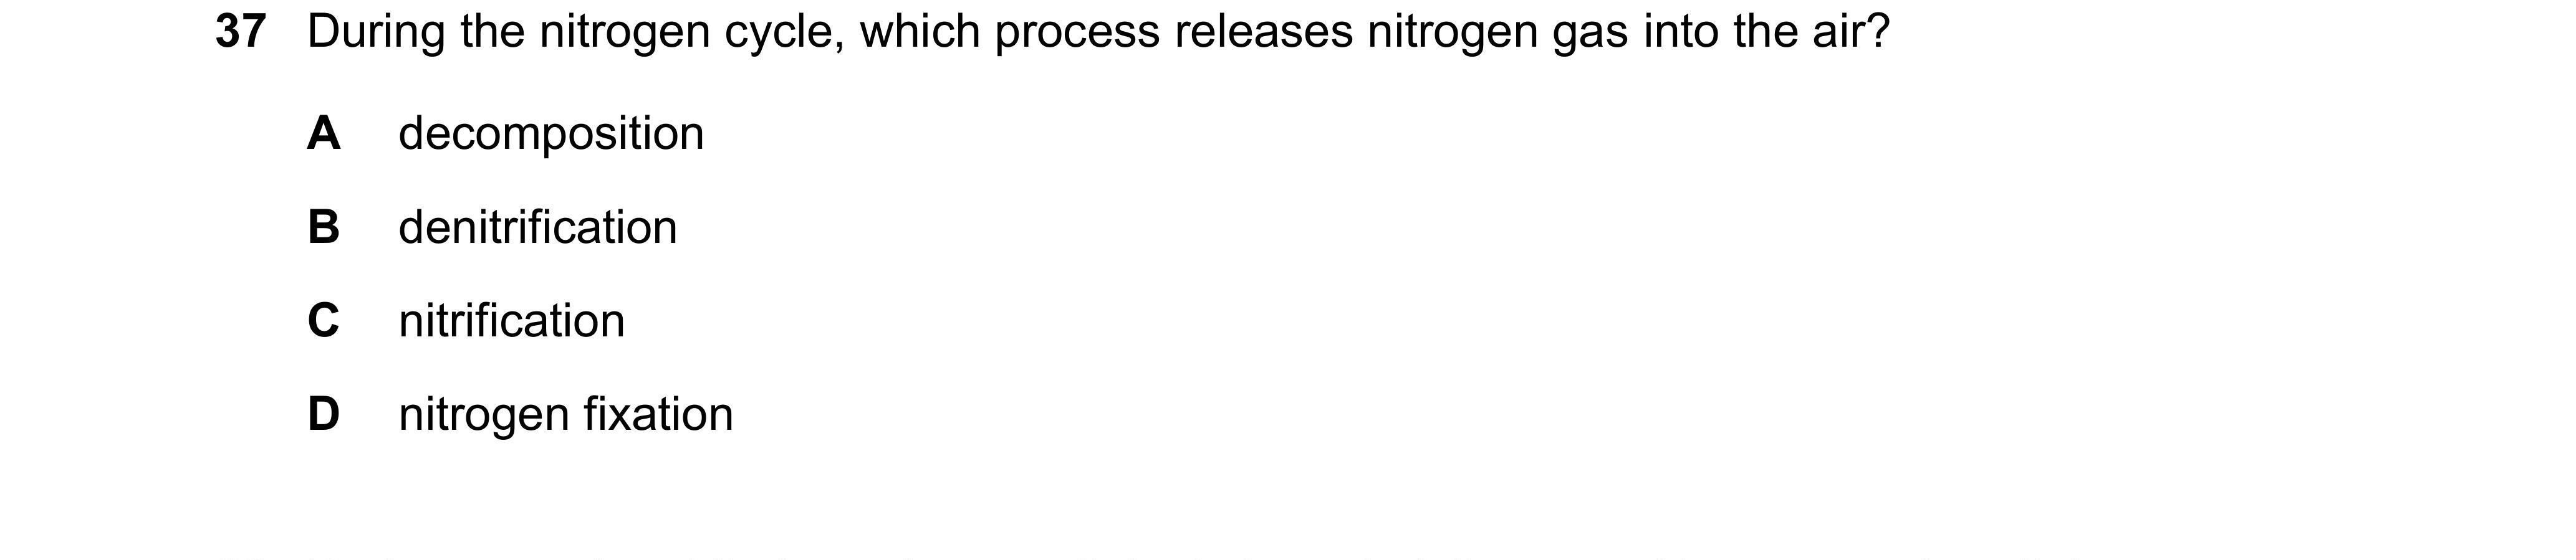 37 During the nitrogen cycle, which process releases nitrogen gas into the air?
A decomposition
B denitrification
C nitrification
D nitrogen fixation